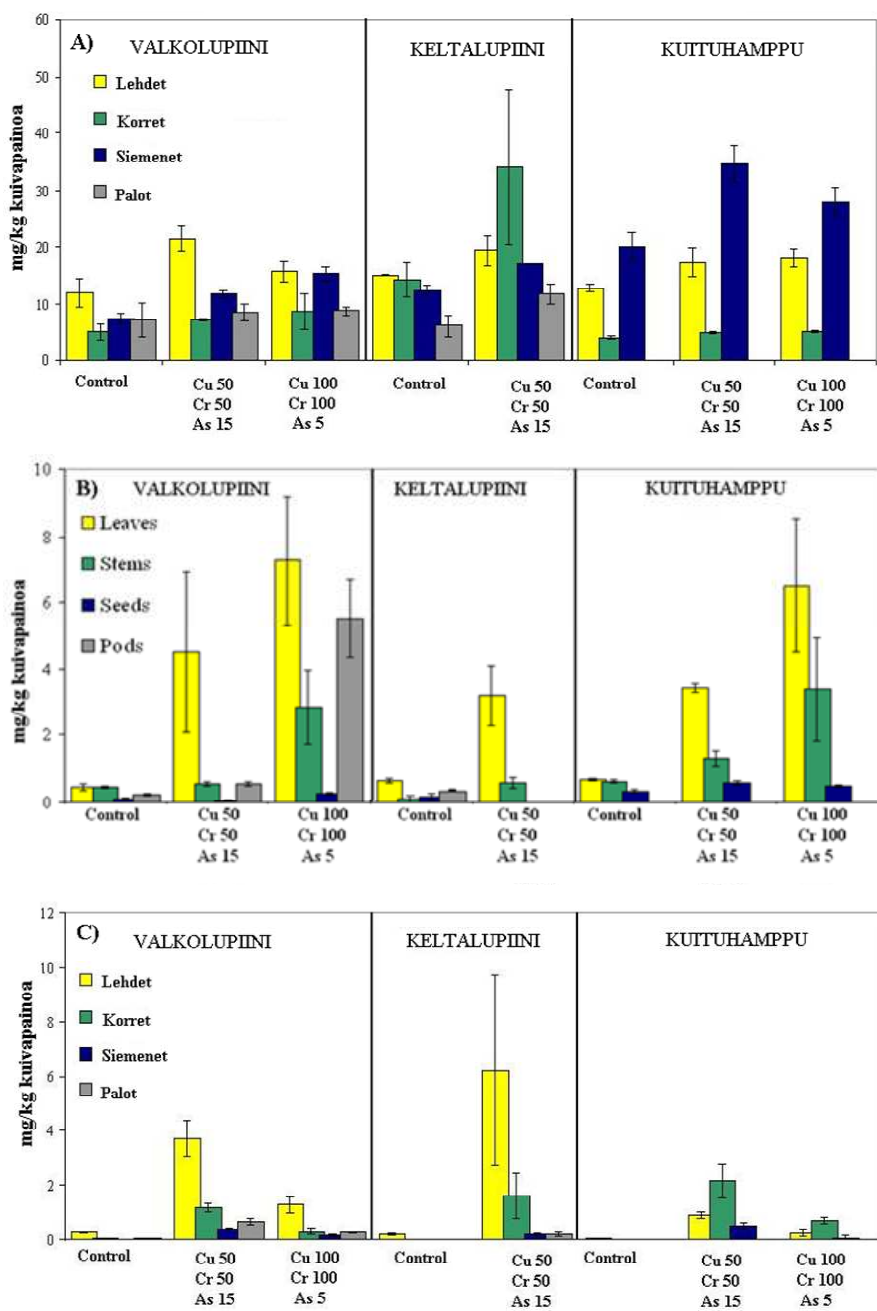 A)
VALKOLUPIINI
KELTALUPIINI
KUITUHAMPPU
mg/kg kuivapainoa
60
50
40
30
20
10
0
Lehdet
Korret
Siemenet
Palot
Control
Cu 50
Cr 50
As 15
Cu 100
Cr 100
As 5
Control
Cu 50
Cr 50
As 15
Control
Cu 50
Cr 50
As 15
Cu 100
Cr 100
As 5
B)
VALKOLUPIINI
KELTALUPIINI
KUITUHAMPPU
mg/kg kuivapainoa
10
8
6
4
2
0
Leaves
Stems
Seeds
Pods
Control
Cu 50
Cr 50
As 15
Cu 100
Cr 100
As 5
Control
Cu 50
Cr 50
As 15
Control
Cu 50
Cr 50
As 15
Cu 100
Cr 100
As 5
C)
VALKOLUPIINI
KELTALUPIINI
KUITUHAMPPU
mg/kg kuivapainoa
12
10
8
6
4
2
0
Lehdet
Korret
Siemenet
Palot
Control
Cu 50
Cr 50
As 15
Cu 100
Cr 100
As 5
Control
Cu 50
Cr 50
As 15
Control
Cu 50
Cr 50
As 15
Cu 100
Cr 100
As 5